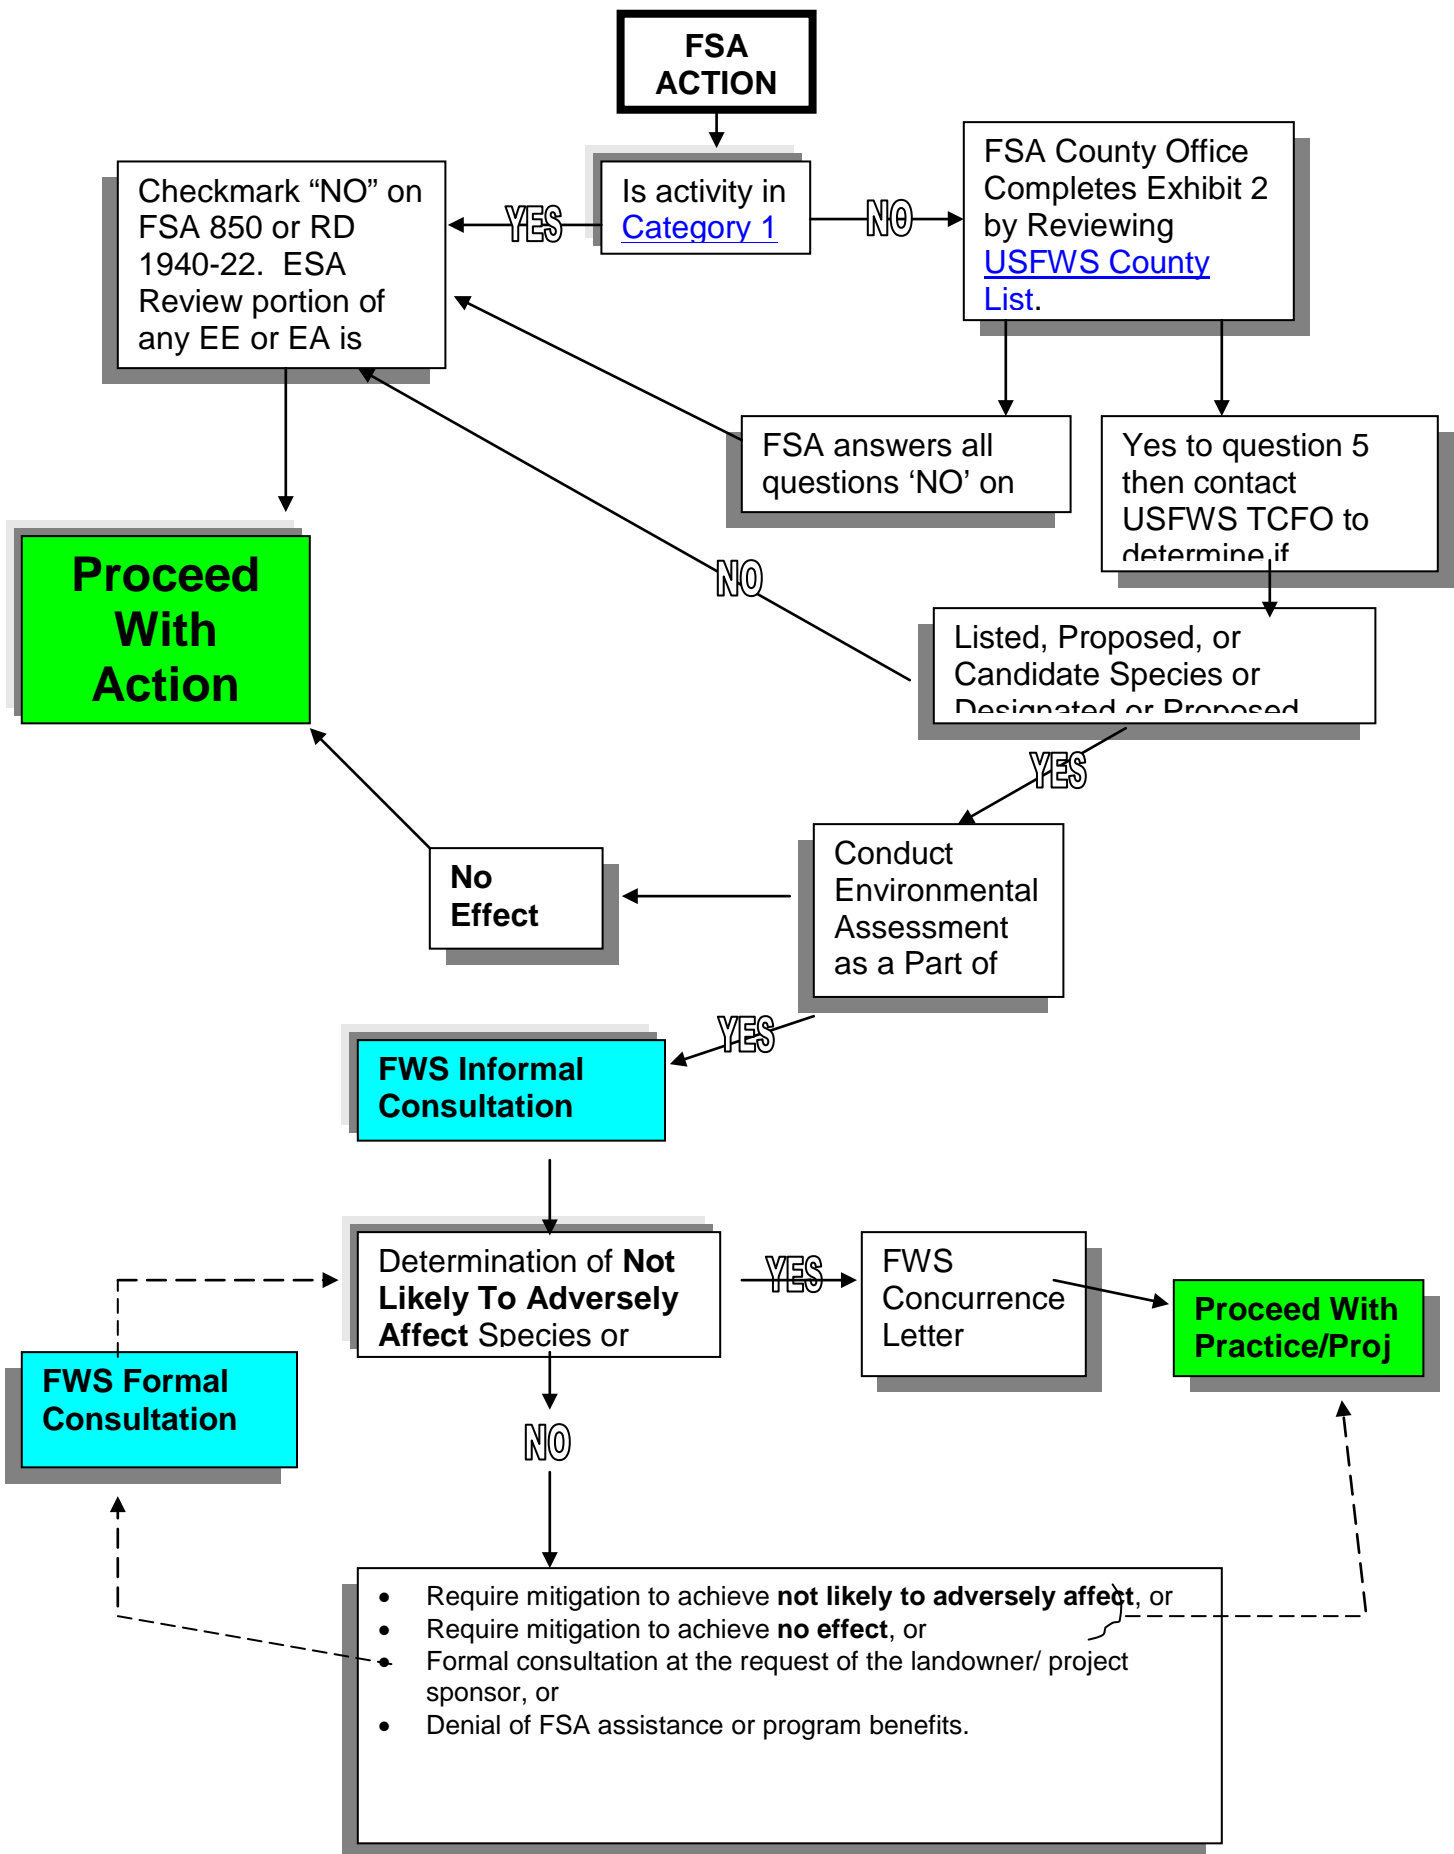 FSA
ACTION
Is activity in
Category 1
YES
NO
Checkmark “NO” on
FSA 850 or RD
1940-22.  ESA
Review portion of
any EE or EA is
FSA County Office
Completes Exhibit 2
by Reviewing
USFWS County
List.
FSA answers all
questions ‘NO’ on
Yes to question 5
then contact
USFWS TCFO to
determine if
Proceed
With
Action
NO
Listed, Proposed, or
Candidate Species or
Designated or Proposed
YES
Conduct
Environmental
Assessment
as a Part of
No
Effect
YES
FWS Informal
Consultation
Determination of Not
Likely To Adversely
Affect Species or
YES
FWS
Concurrence
Letter
Proceed With
Practice/Proj
FWS Formal
Consultation
NO
• Require mitigation to achieve not likely to adversely affect, or
• Require mitigation to achieve no effect, or
• Formal consultation at the request of the landowner/ project
sponsor, or
• Denial of FSA assistance or program benefits.